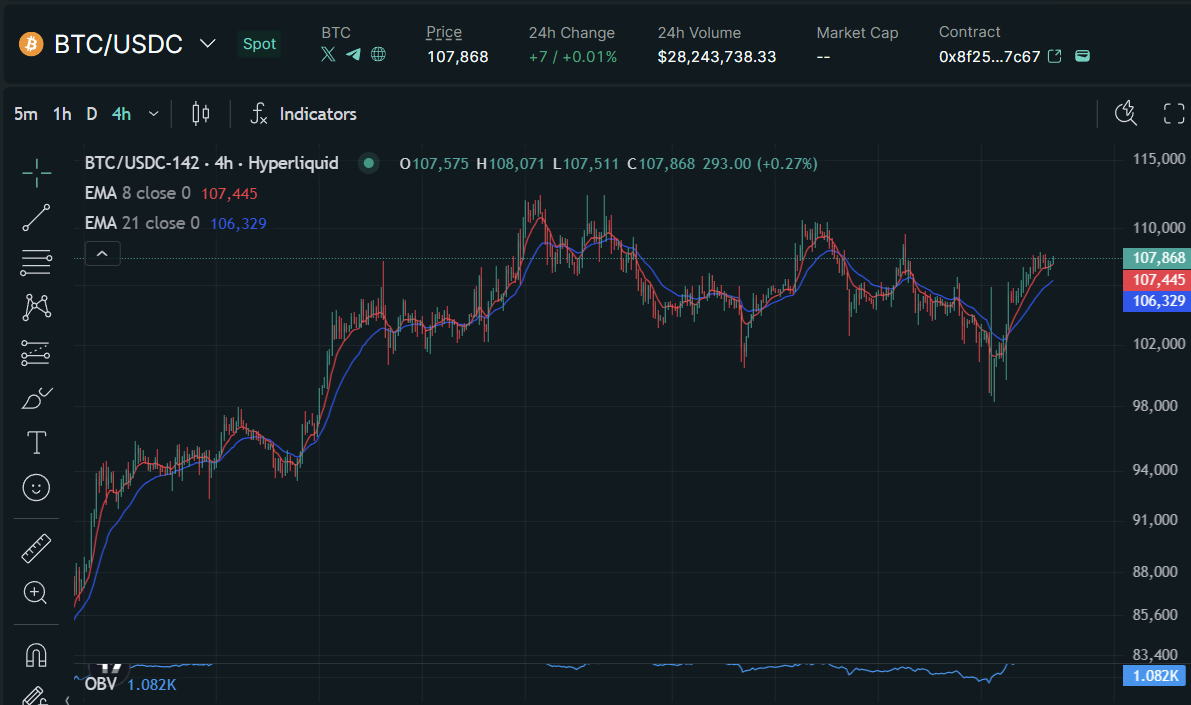 BTC/USDC
Spot
BTC
Price
107,868
24h Change
+7 / +0.01%
24h Volume
$28,243,738.33
Market Cap
--
Contract
0x8f25...7c67
5m 1h D 4h
Indicators
BTC/USDC-142 · 4h · Hyperliquid
O107,575 H108,071 L107,511 C107,868 293.00 (+0.27%)
EMA 8 close 0 107,445
EMA 21 close 0 106,329
115,000
110,000
107,868
107,445
106,329
102,000
98,000
94,000
91,000
88,000
85,600
83,400
OBV 1.082K
1.082K